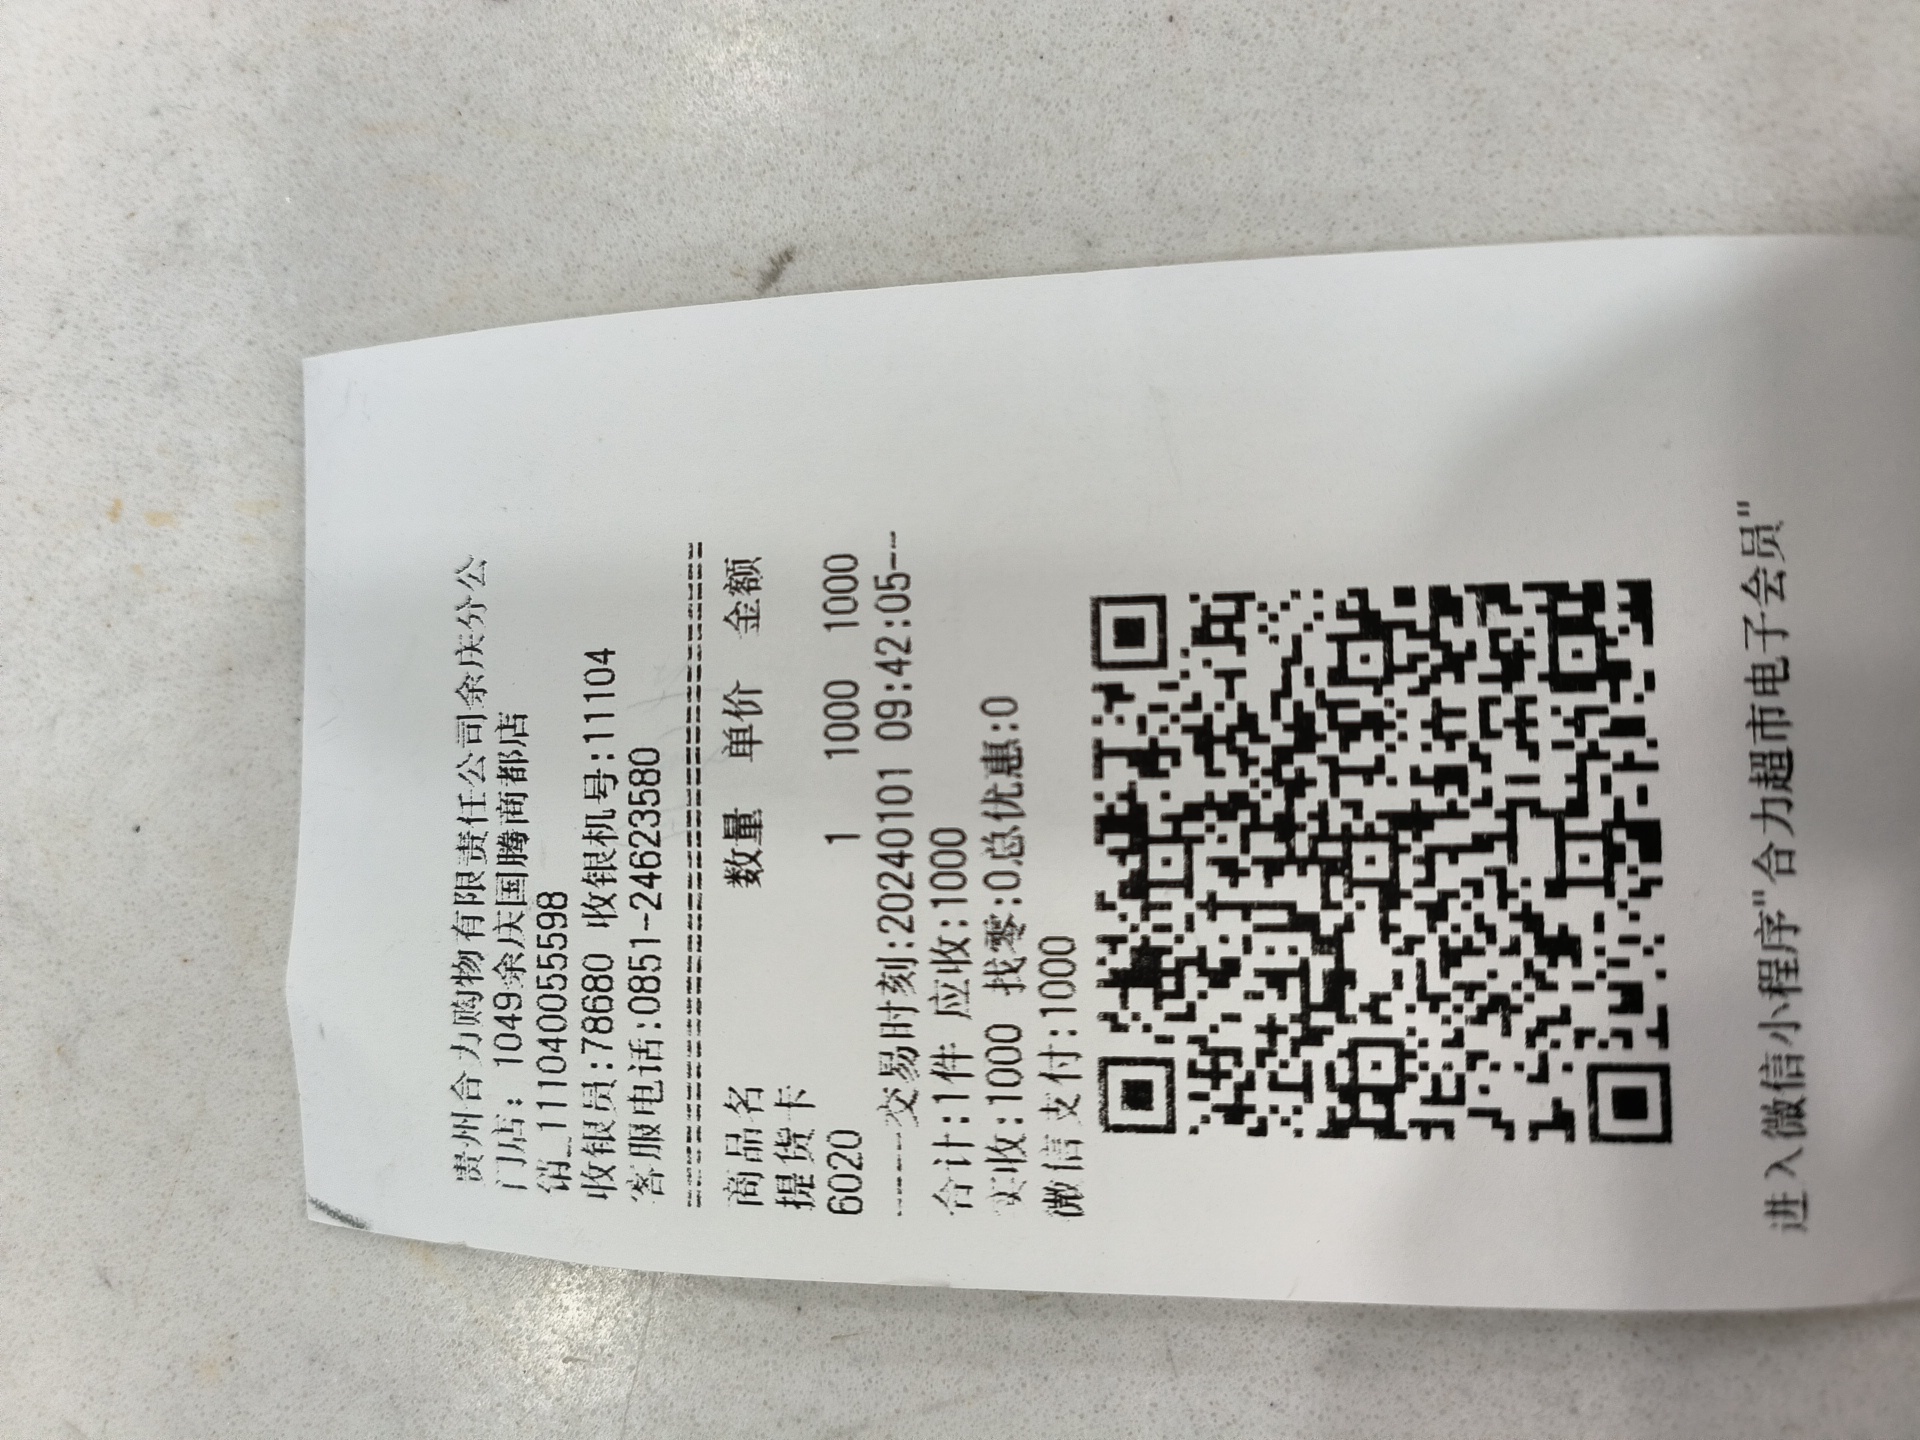 贵州合力购物有限责任公司余庆分公
门店: 1049余庆国腾商都店
销_1110400555598
收银员:78680 收银机号:11104
客服电话:0851-24623580
================================
商品名 数量 单价 金额
提货卡
6020 1 1000 1000
----交易时刻:20240101 09:42:05--
合计:1件 应收:1000
实收:1000 找零:0总优惠:0
微信支付:1000
进入微信小程序"合力超市电子会员"